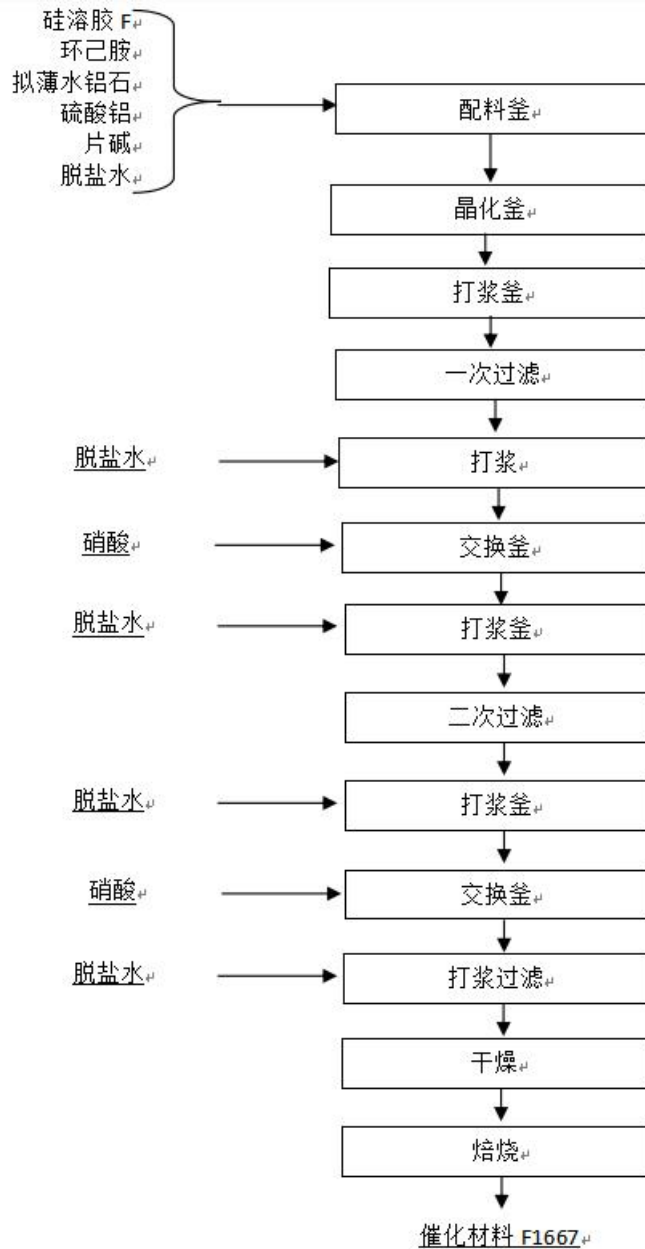 硅溶胶 F
环己胺
拟薄水铝石
硫酸铝
片碱
脱盐水
配料釜
晶化釜
打浆釜
一次过滤
脱盐水
打浆
硝酸
交换釜
脱盐水
打浆釜
二次过滤
脱盐水
打浆釜
硝酸
交换釜
脱盐水
打浆过滤
干燥
焙烧
催化材料 F1667